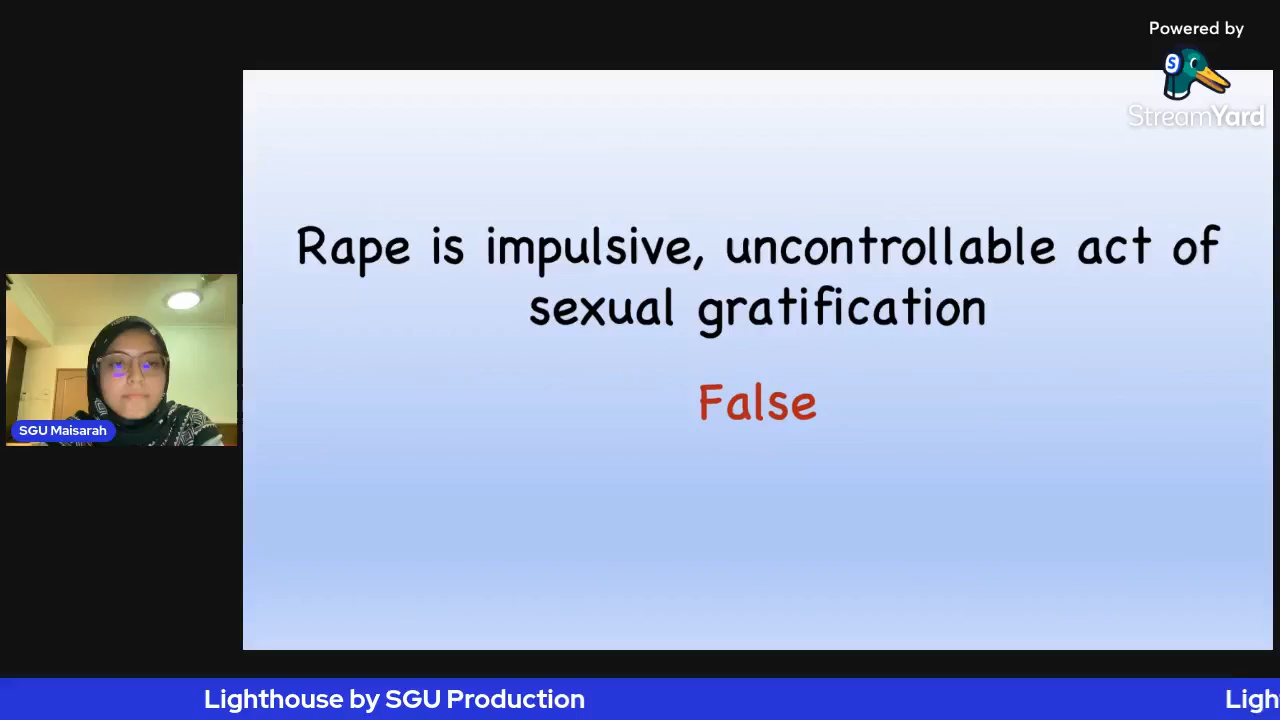 Powered by
S
StreamYard
Rape is impulsive, uncontrollable act of
sexual gratification
False
SGU Maisarah
Lighthouse by SGU Production
Ligh